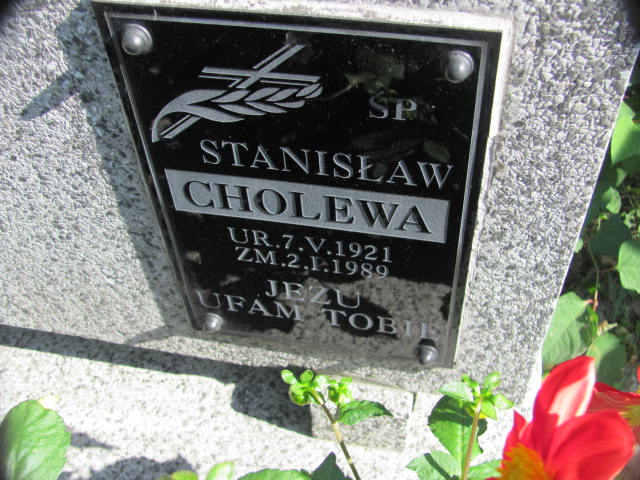 SP
STANISŁAW
CHOLEWA
UR.7.V.1921
ZM.2.I.1989
JEZU
UFAM TOBIE